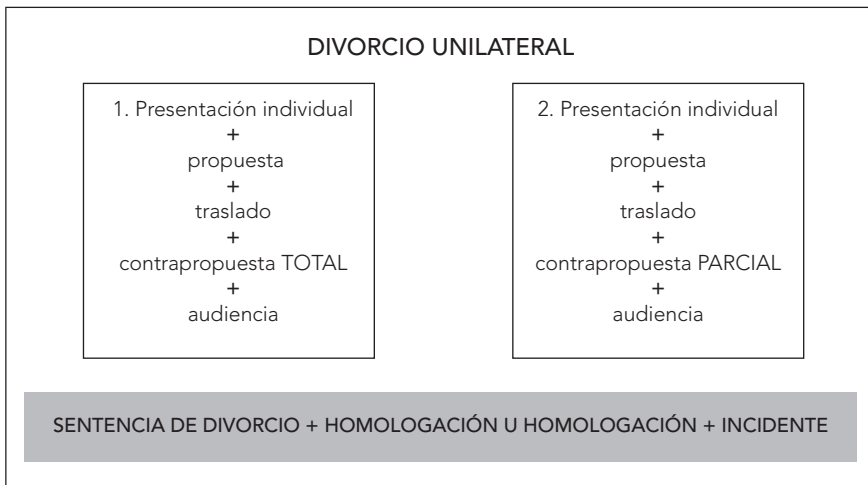 DIVORCIO UNILATERAL
1. Presentación individual
+
propuesta
+
traslado
+
contrapropuesta TOTAL
+
audiencia
2. Presentación individual
+
propuesta
+
traslado
+
contrapropuesta PARCIAL
+
audiencia
SENTENCIA DE DIVORCIO + HOMOLOGACIÓN U HOMOLOGACIÓN + INCIDENTE